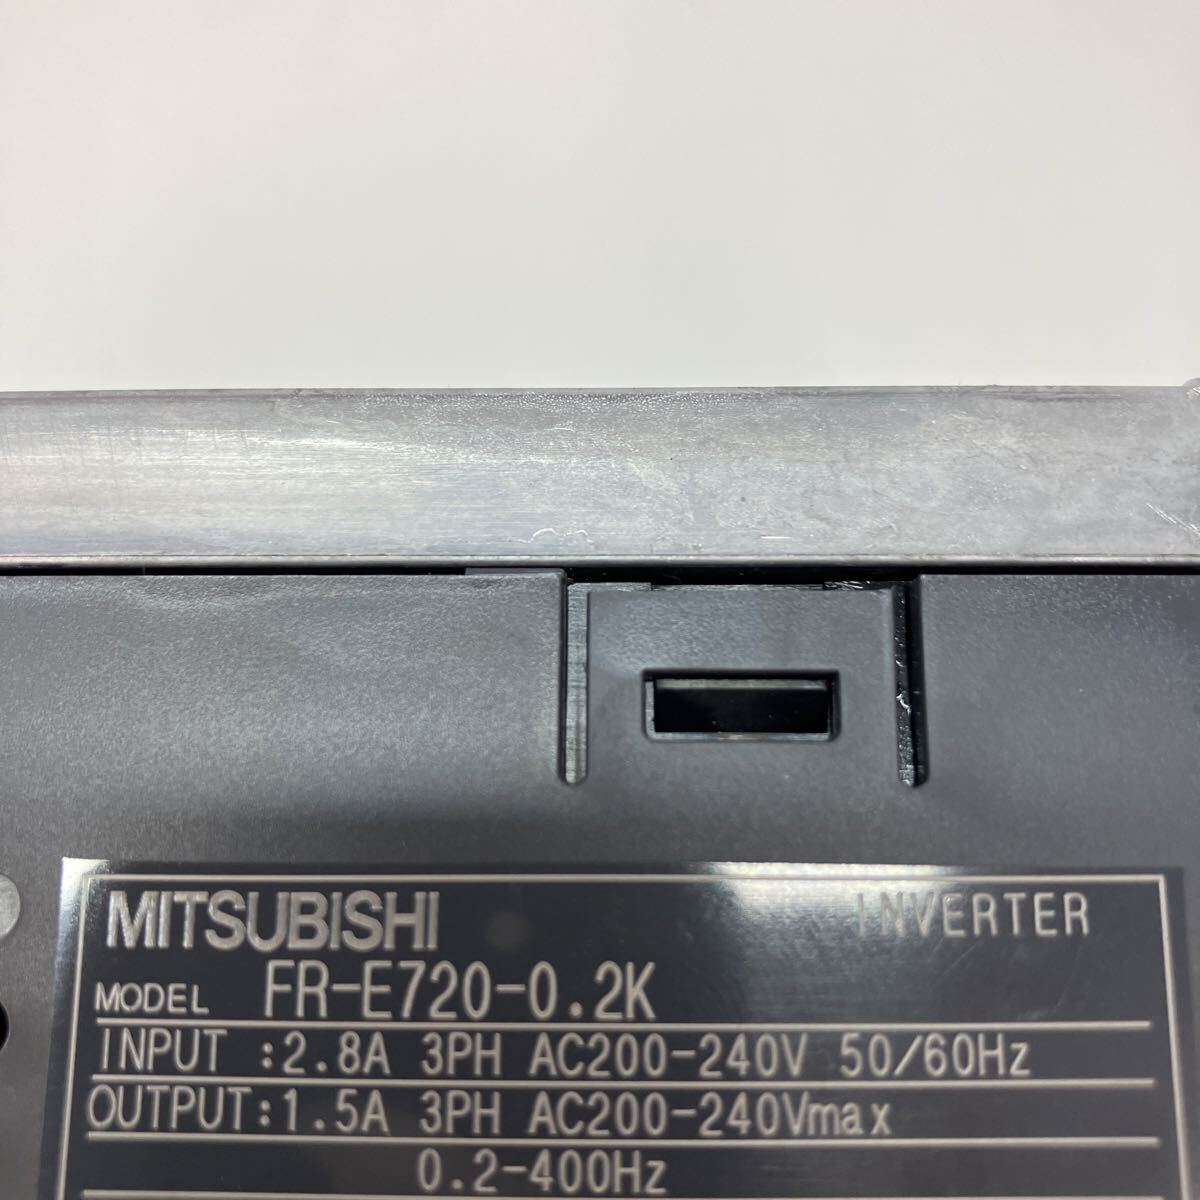 MITSUBISHI INVERTER
MODEL FR-E720-0.2K
INPUT :2.8A 3PH AC200-240V 50/60Hz
OUTPUT:1.5A 3PH AC200-240Vmax
0.2-400Hz